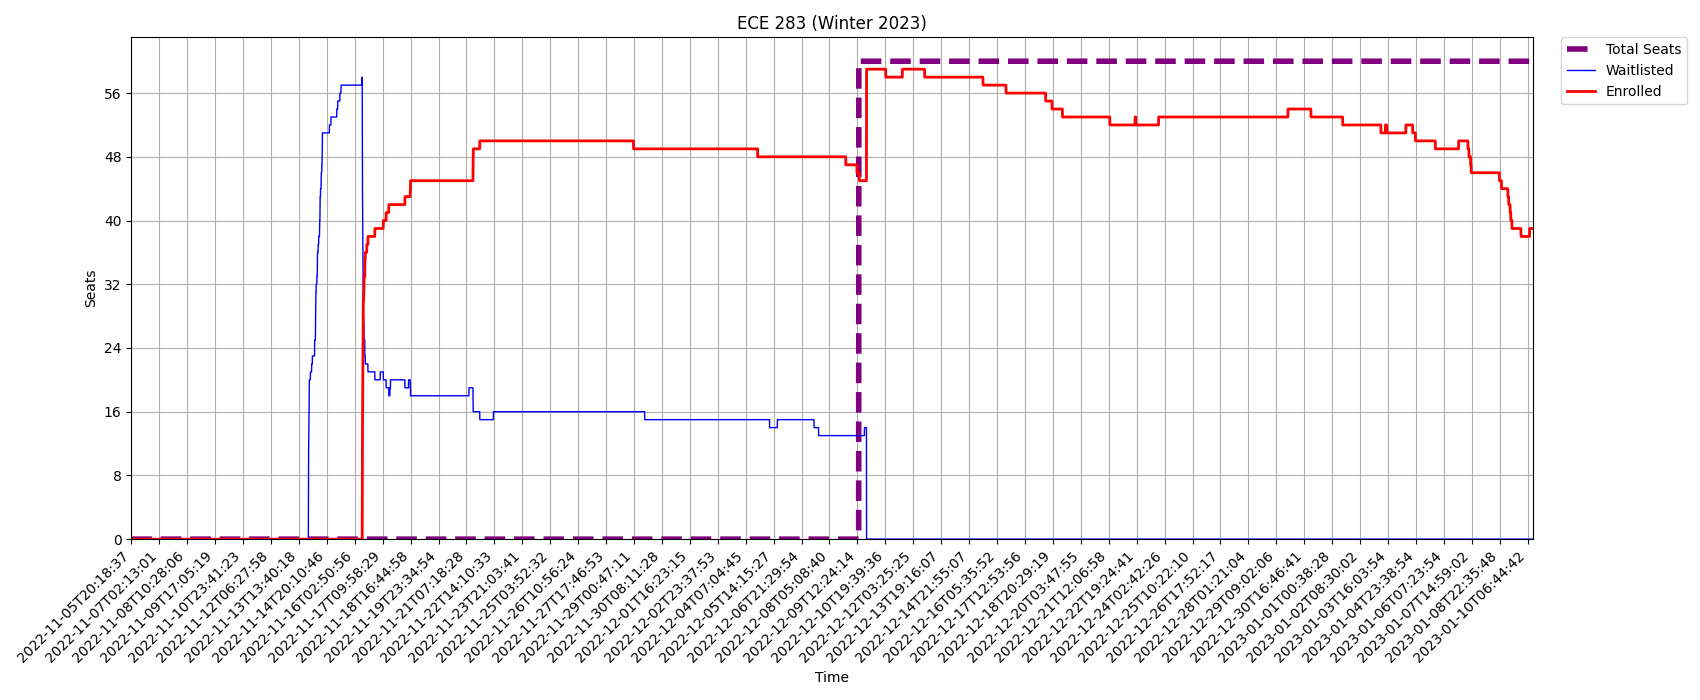 ECE 283 (Winter 2023)
Total Seats
Waitlisted
Enrolled
Seats
56
48
40
32
24
16
8
0
2022-11-05T20:18:37
2022-11-07T02:13:01
2022-11-08T10:28:06
2022-11-09T17:05:19
2022-11-10T23:41:23
2022-11-12T06:27:58
2022-11-13T13:40:18
2022-11-14T20:10:46
2022-11-16T02:50:56
2022-11-17T09:58:29
2022-11-18T16:44:58
2022-11-19T23:34:54
2022-11-21T07:18:28
2022-11-22T14:10:33
2022-11-23T21:03:41
2022-11-25T03:52:32
2022-11-26T10:56:24
2022-11-27T17:46:53
2022-11-29T00:47:11
2022-11-30T08:11:28
2022-12-01T16:23:15
2022-12-02T23:37:53
2022-12-04T07:04:45
2022-12-05T14:15:27
2022-12-06T21:29:54
2022-12-08T05:08:40
2022-12-09T12:24:14
2022-12-10T19:39:36
2022-12-12T03:25:25
2022-12-13T19:16:07
2022-12-14T21:55:07
2022-12-16T05:35:52
2022-12-17T12:53:56
2022-12-18T20:29:19
2022-12-20T03:47:55
2022-12-21T12:06:58
2022-12-22T19:24:41
2022-12-24T02:42:26
2022-12-25T10:22:10
2022-12-26T17:52:17
2022-12-28T01:21:04
2022-12-29T09:02:06
2022-12-30T16:46:41
2023-01-01T00:38:28
2023-01-02T08:30:02
2023-01-03T16:03:54
2023-01-04T23:38:54
2023-01-06T07:23:54
2023-01-07T14:59:02
2023-01-08T22:35:48
2023-01-10T06:44:42
Time